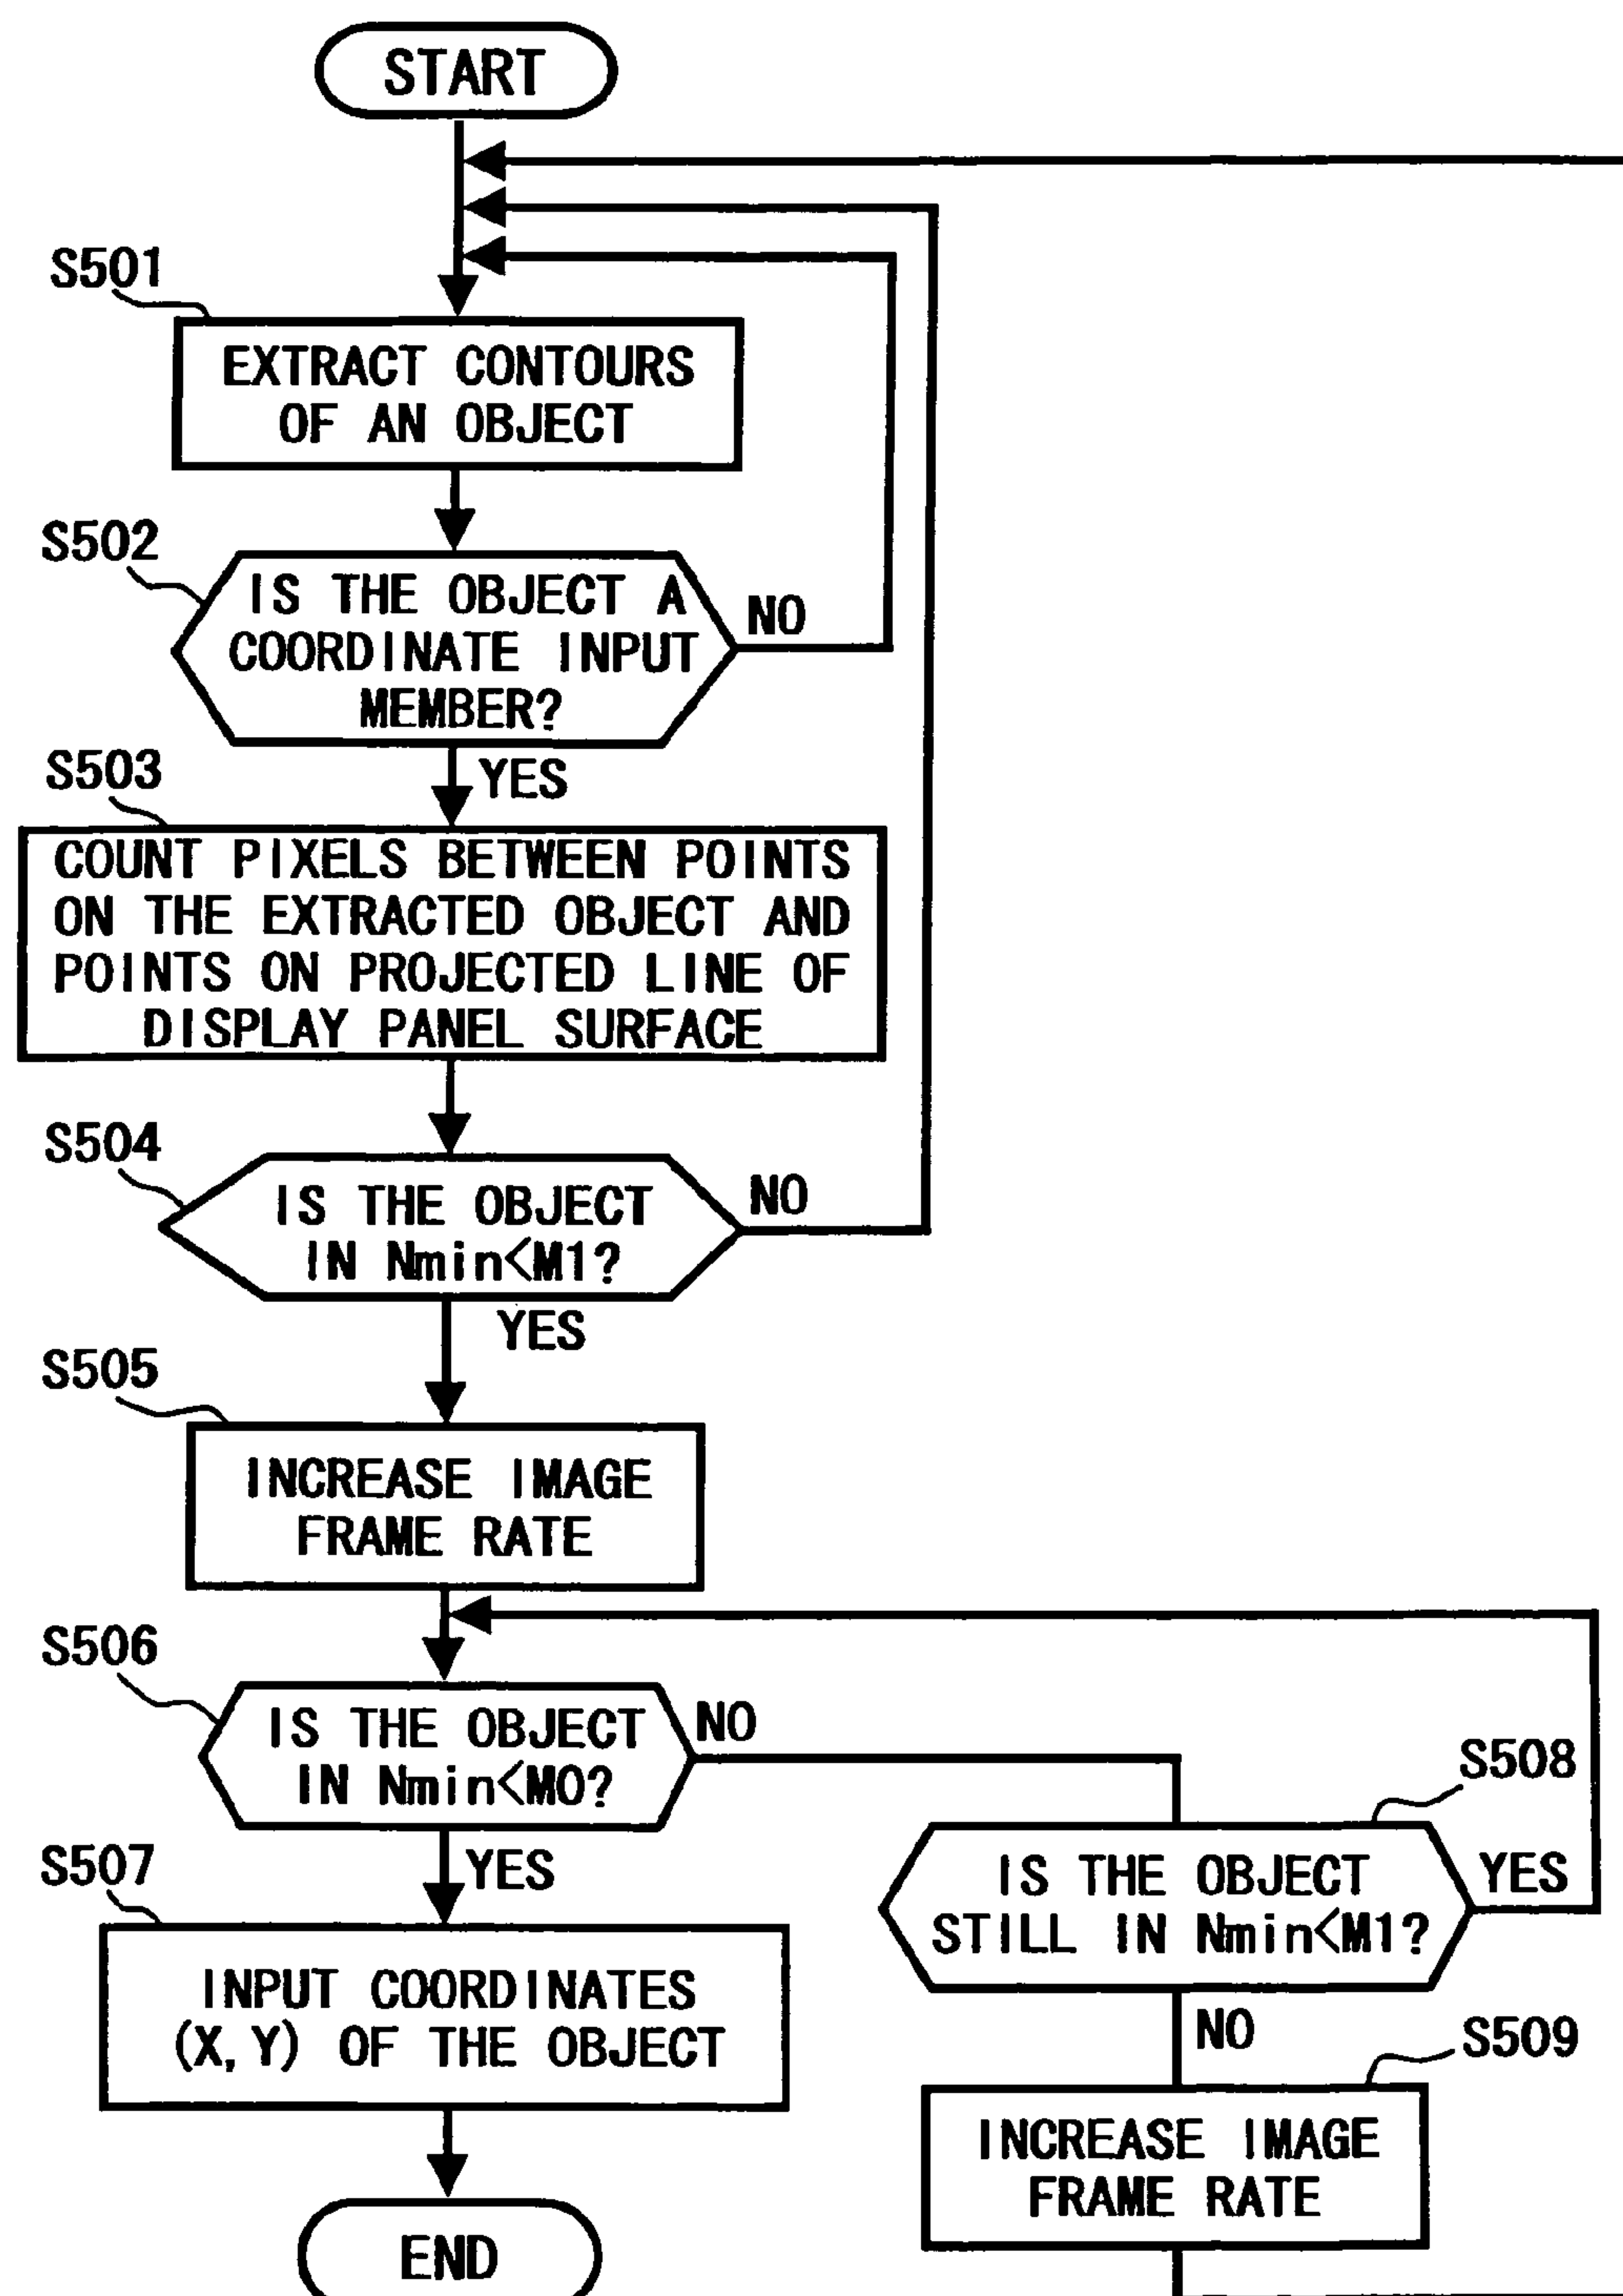 START
S501
EXTRACT CONTOURS
OF AN OBJECT
S502
IS THE OBJECT A
COORDINATE INPUT
MEMBER?
NO
YES
S503
COUNT PIXELS BETWEEN POINTS
ON THE EXTRACTED OBJECT AND
POINTS ON PROJECTED LINE OF
DISPLAY PANEL SURFACE
S504
IS THE OBJECT
IN Nmin<M1?
NO
YES
S505
INCREASE IMAGE
FRAME RATE
S506
IS THE OBJECT
IN Nmin<M0?
NO
YES
S507
INPUT COORDINATES
(X, Y) OF THE OBJECT
END
S508
IS THE OBJECT
STILL IN Nmin<M1?
YES
NO
S509
INCREASE IMAGE
FRAME RATE